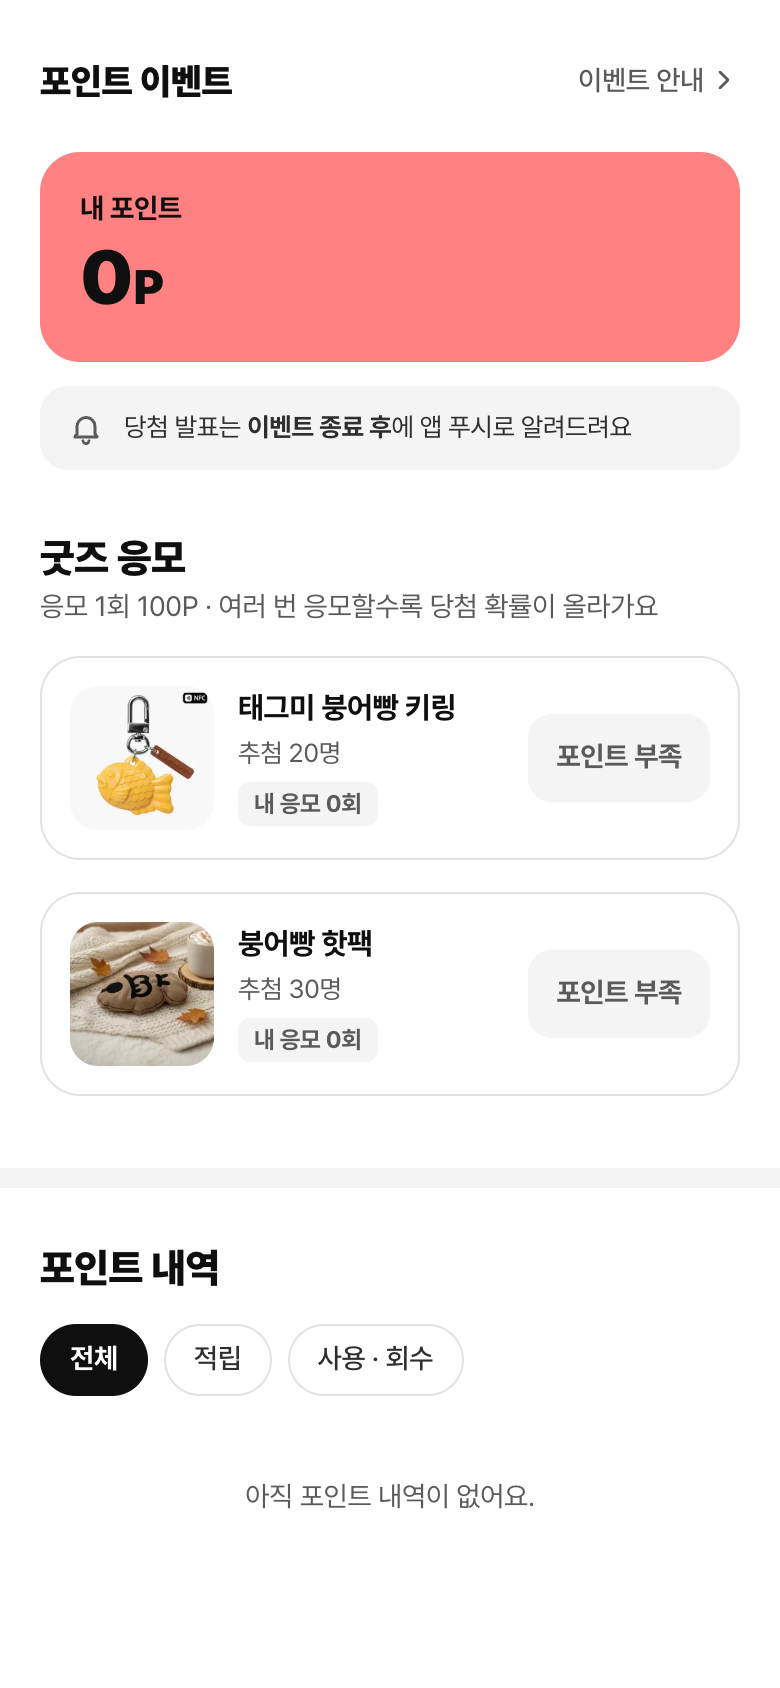 포인트 이벤트
이벤트 안내
내 포인트
0P
당첨 발표는 이벤트 종료 후에 앱 푸시로 알려드려요
굿즈 응모
응모 1회 100P · 여러 번 응모할수록 당첨 확률이 올라가요
NFC
태그미 붕어빵 키링
추첨 20명
내 응모 0회
포인트 부족
붕어빵 핫팩
추첨 30명
내 응모 0회
포인트 부족
포인트 내역
전체
적립
사용 · 회수
아직 포인트 내역이 없어요.